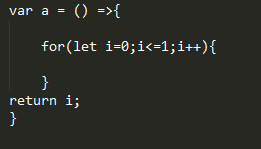 var a = () =>{
for(let i=0;i<=1;i++){
}
return i;
}